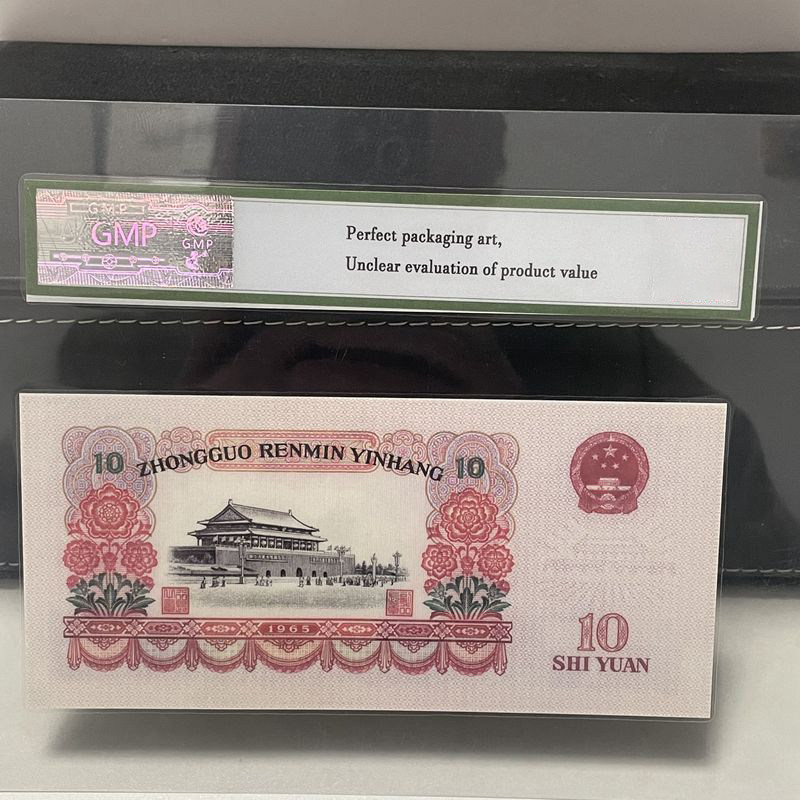 GMP
GMP
GMP
Perfect packaging art,
Unclear evaluation of product value
10 ZHONGGUO RENMIN YINHANG 10
1965
10
SHI YUAN